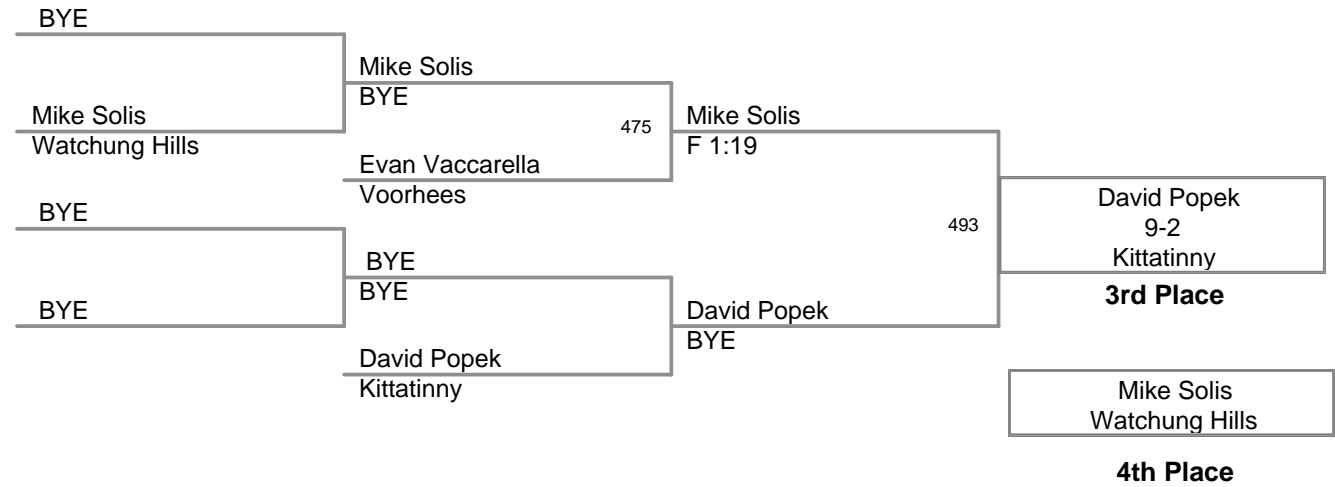 BYE
Mike Solis
BYE
Mike Solis
Watchung Hills
475
Mike Solis
F 1:19
Evan Vaccarella
Voorhees
BYE
493
David Popek
9-2
Kittatinny
3rd Place
BYE
BYE
BYE
David Popek
BYE
David Popek
Kittatinny
Mike Solis
Watchung Hills
4th Place